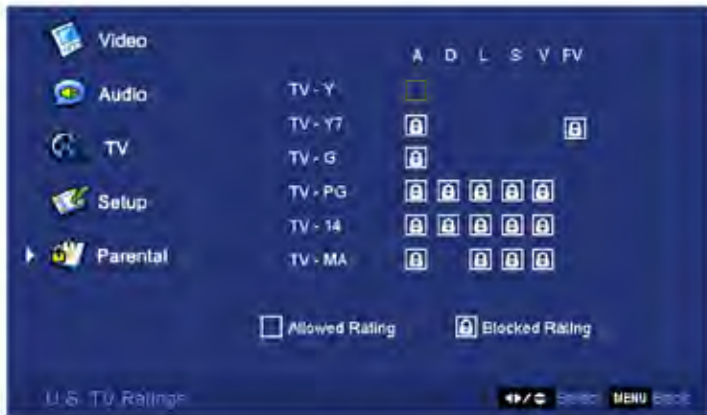 Video
Audio
TV
Setup
Parental
A D L S V FV
TV - Y
TV - Y7
TV - G
TV - PG
TV - 14
TV - MA
Allowed Rating
Blocked Rating
U.S. TV Ratings
Select MENU Back